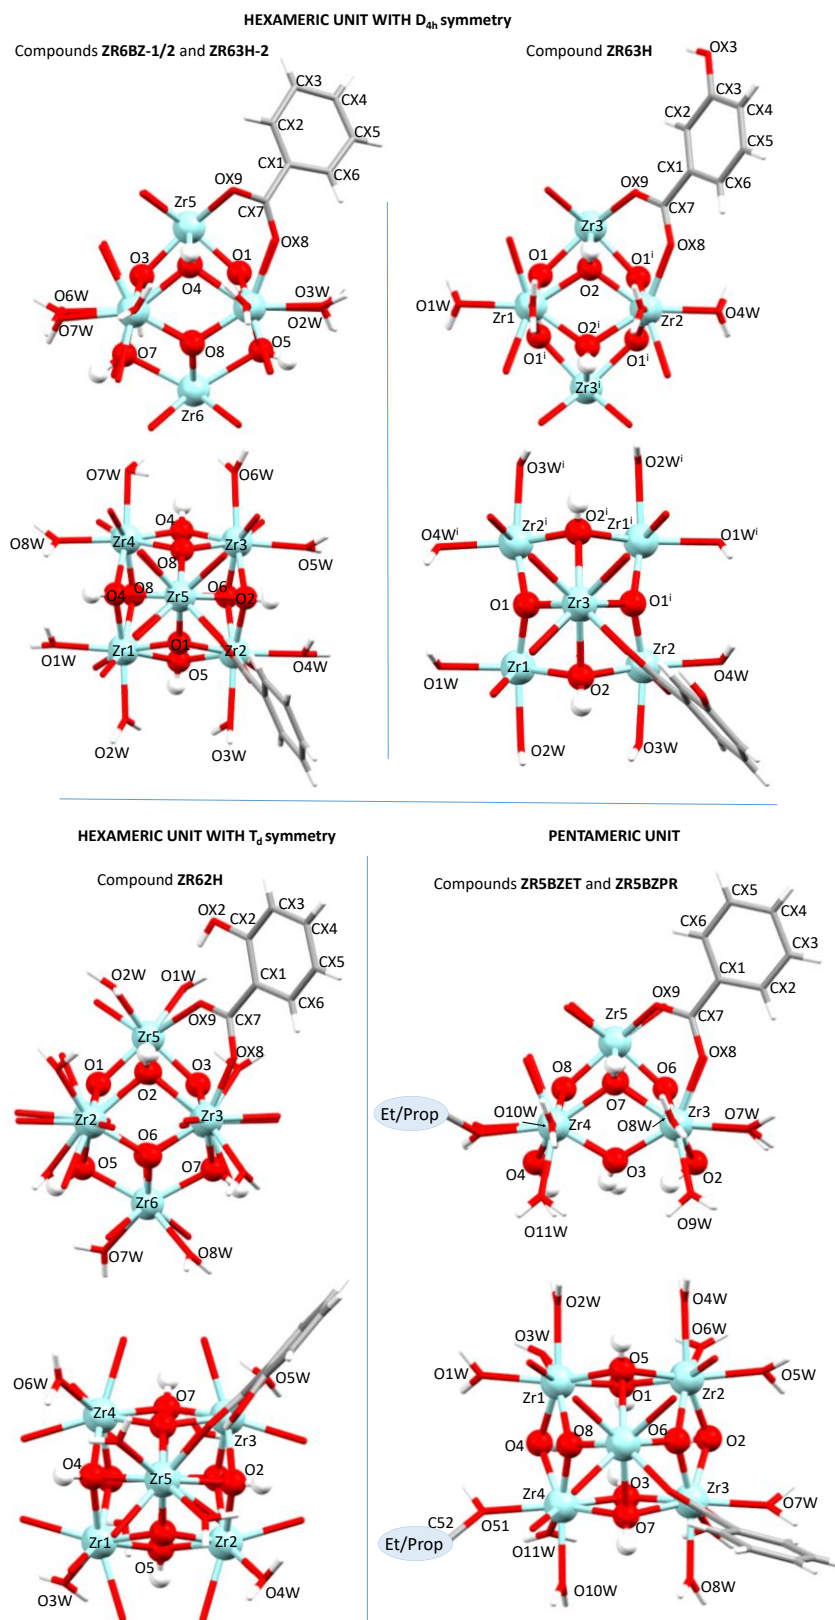 HEXAMERIC UNIT WITH D4h symmetry
Compounds ZR6BZ-1/2 and ZR63H-2
Compound ZR63H
CX3
CX4
CX2
CX5
CX1
CX6
OX9
CX7
Zr5
OX8
O3
O1
O4
O6W
O7W
O3W
O2W
O7
O8
O5
Zr6
OX3
CX3
CX2
CX4
CX5
CX1
CX6
OX9
CX7
Zr3
OX8
O1
O1i
O2
O1W
Zr1
Zr2
O4W
O2i
O1i
O1i
Zr3i
O7W
O6W
O4
O8W
Zr4
Zr3
O8
O5W
O4
O8
Zr5
O6
O2
O1
Zr1
Zr2
O1W
O5
O4W
O2W
O3W
O3Wi
O2Wi
O2i
Zr1i
O4Wi
Zr2i
O1Wi
O1
Zr3
O1i
Zr1
Zr2
O1W
O2
O4W
O2W
O3W
HEXAMERIC UNIT WITH Td symmetry
Compound ZR62H
OX2
CX2
CX3
CX4
CX1
CX5
CX6
O2W
O1W
OX9
CX7
Zr5
OX8
O1
O3
O2
Zr2
Zr3
O6
O5
O7
Zr6
O7W
O8W
O6W
O5W
O7
Zr4
Zr3
O4
Zr5
O2
Zr1
Zr2
O5
O3W
O4W
PENTAMERIC UNIT
Compounds ZR5BZET and ZR5BZPR
CX5
CX6
CX4
CX3
CX1
CX2
OX9
CX7
Zr5
OX8
O8
O6
O7
Et/Prop
O10W
Zr4
O8W
Zr3
O7W
O4
O3
O2
O11W
O9W
O2W
O4W
O3W
O6W
O5
O1W
O5W
Zr1
O1
Zr2
O4
O8
O6
O2
Zr4
O3
Zr3
C52
O51
O7
O7W
Et/Prop
O11W
O10W
O8W